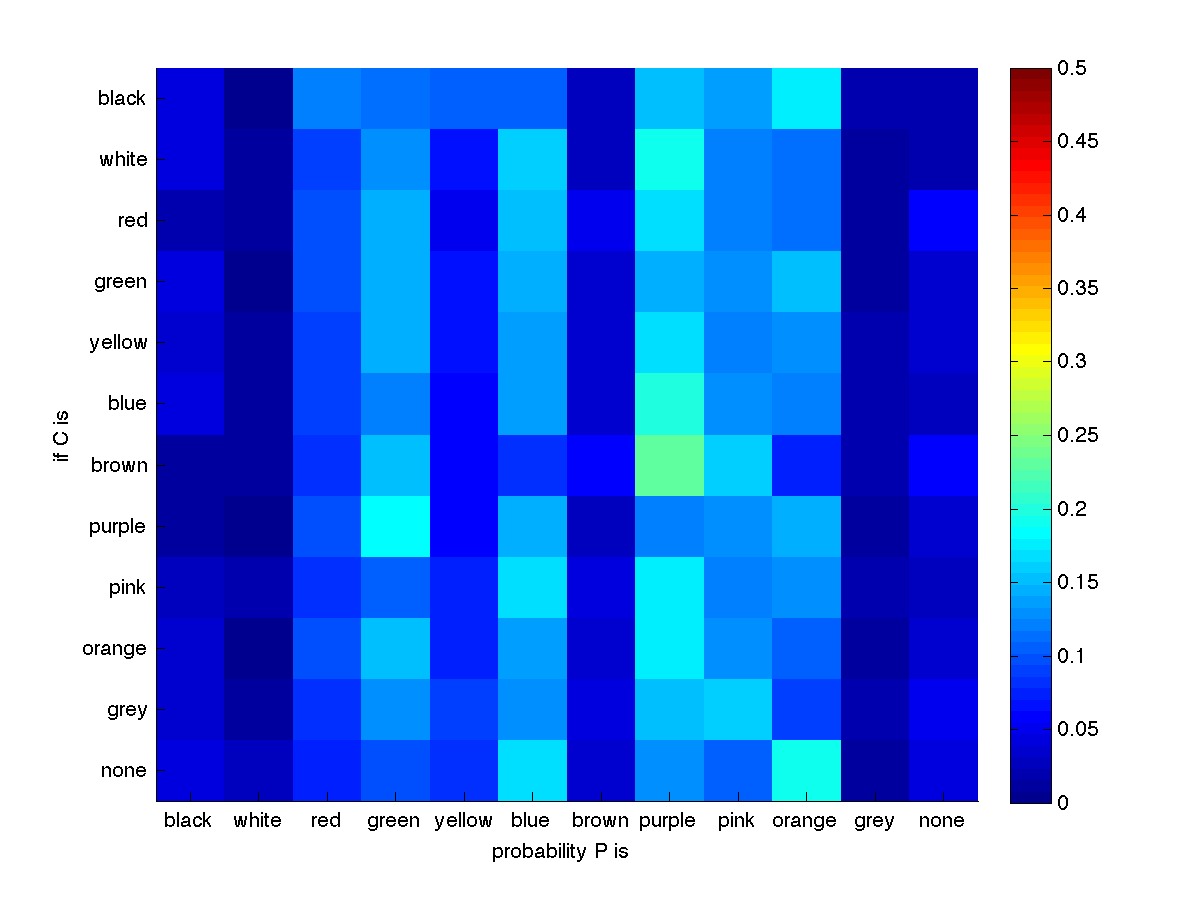 black
white
red
green
yellow
blue
brown
purple
pink
orange
grey
none
if C is
black white red green yellow blue brown purple pink orange grey none
probability P is
0.5
0.45
0.4
0.35
0.3
0.25
0.2
0.15
0.1
0.05
0